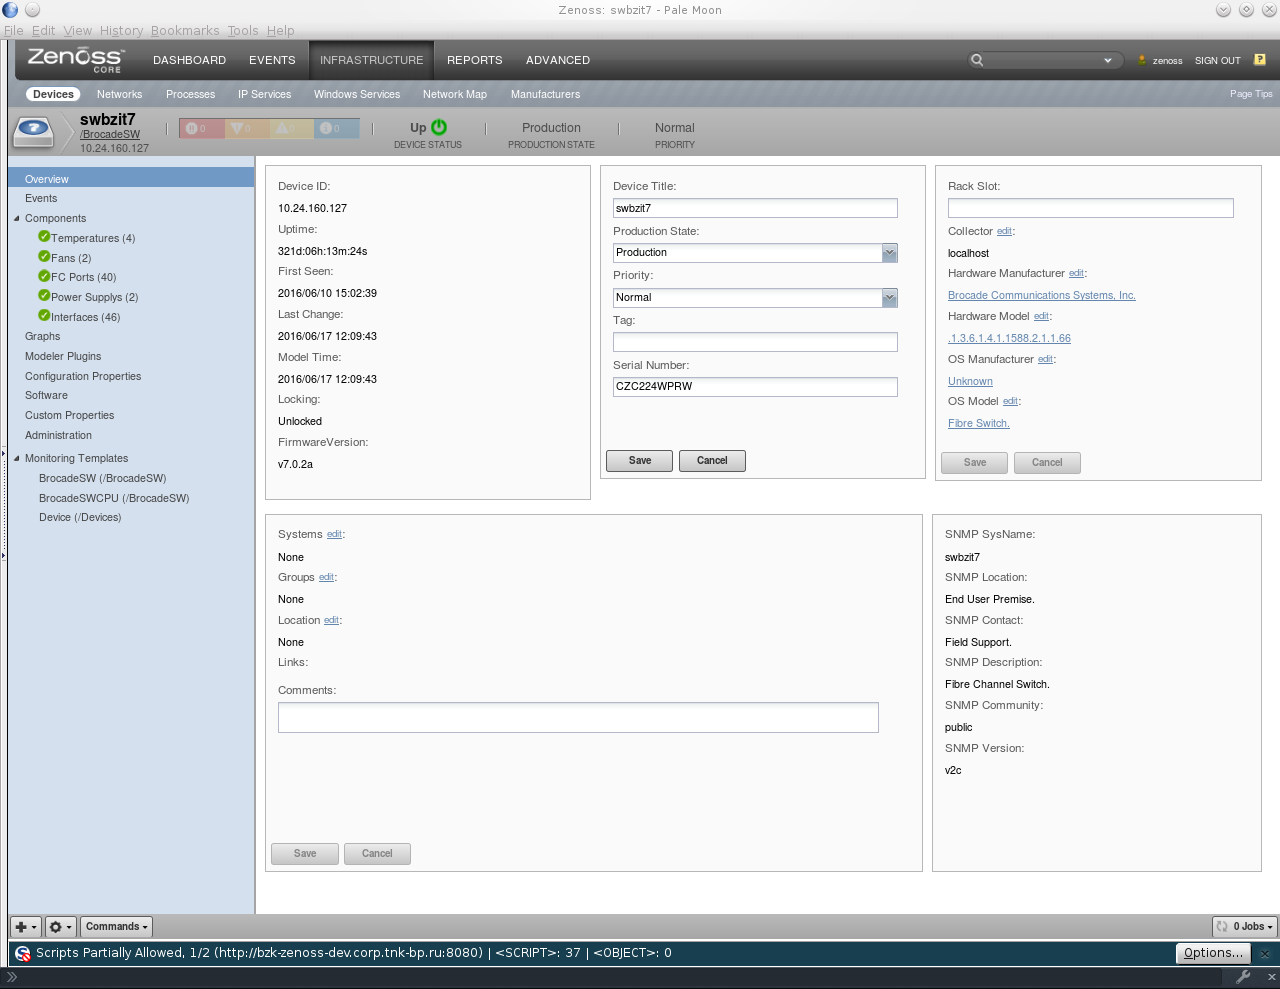 Zenoss: swbzit7 - Pale Moon
File Edit View History Bookmarks Tools Help
Zenoss CORE
DASHBOARD EVENTS INFRASTRUCTURE REPORTS ADVANCED
zenoss SIGN OUT ?
Devices Networks Processes IP Services Windows Services Network Map Manufacturers Page Tips
swbzit7
/BrocadeSW
10.24.160.127
0 0 0 0
Up
DEVICE STATUS
Production
PRODUCTION STATE
Normal
PRIORITY
Overview
Events
Components
Temperatures (4)
Fans (2)
FC Ports (40)
Power Supplys (2)
Interfaces (46)
Graphs
Modeler Plugins
Configuration Properties
Software
Custom Properties
Administration
Monitoring Templates
BrocadeSW (/BrocadeSW)
BrocadeSWCPU (/BrocadeSW)
Device (/Devices)
Device ID:
10.24.160.127
Uptime:
321d:06h:13m:24s
First Seen:
2016/06/10 15:02:39
Last Change:
2016/06/17 12:09:43
Model Time:
2016/06/17 12:09:43
Locking:
Unlocked
FirmwareVersion:
v7.0.2a
Device Title:
swbzit7
Production State:
Production
Priority:
Normal
Tag:
Serial Number:
CZC224WPRW
Save Cancel
Rack Slot:
Collector edit:
localhost
Hardware Manufacturer edit:
Brocade Communications Systems, Inc.
Hardware Model edit:
.1.3.6.1.4.1.1588.2.1.1.66
OS Manufacturer edit:
Unknown
OS Model edit:
Fibre Switch.
Save Cancel
Systems edit:
None
Groups edit:
None
Location edit:
None
Links:
Comments:
Save Cancel
SNMP SysName:
swbzit7
SNMP Location:
End User Premise.
SNMP Contact:
Field Support.
SNMP Description:
Fibre Channel Switch.
SNMP Community:
public
SNMP Version:
v2c
Commands
0 Jobs
Scripts Partially Allowed, 1/2 (http://bzk-zenoss-dev.corp.tnk-bp.ru:8080) | <SCRIPT>: 37 | <OBJECT>: 0
Options...